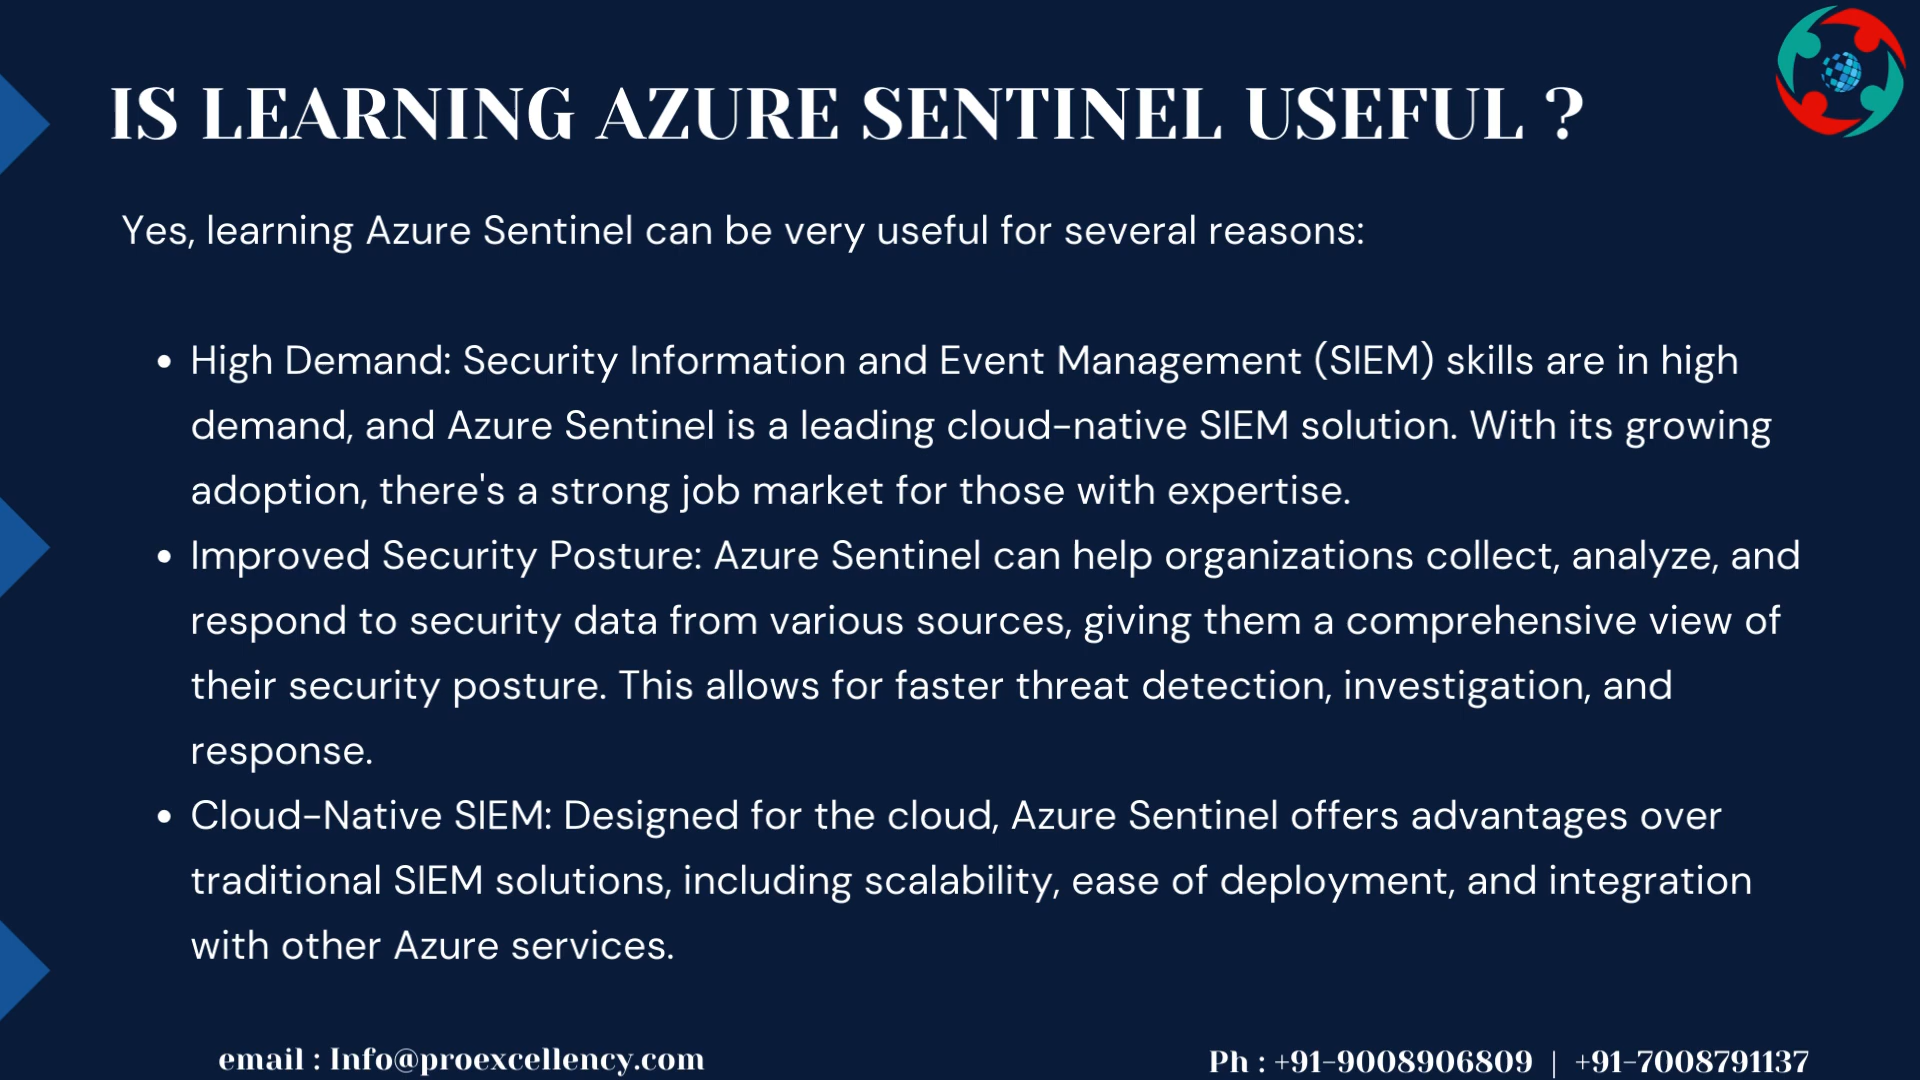 IS LEARNING AZURE SENTINEL USEFUL ?
Yes, learning Azure Sentinel can be very useful for several reasons:
• High Demand: Security Information and Event Management (SIEM) skills are in high
demand, and Azure Sentinel is a leading cloud-native SIEM solution. With its growing
adoption, there's a strong job market for those with expertise.
• Improved Security Posture: Azure Sentinel can help organizations collect, analyze, and
respond to security data from various sources, giving them a comprehensive view of
their security posture. This allows for faster threat detection, investigation, and
response.
• Cloud-Native SIEM: Designed for the cloud, Azure Sentinel offers advantages over
traditional SIEM solutions, including scalability, ease of deployment, and integration
with other Azure services.
email : Info@proexcellency.com
Ph : +91-9008906809 | +91-7008791137